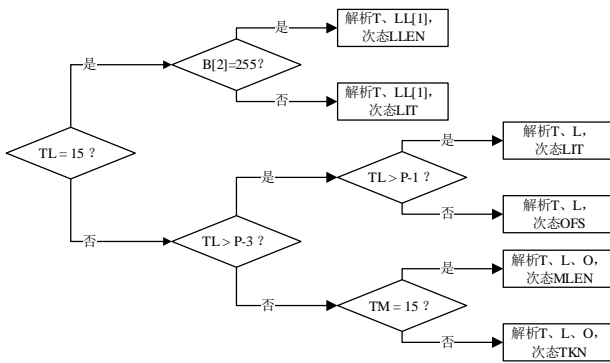 是
解析T、LL[1],
次态LLEN
B[2]=255?
是
否
解析T、LL[1],
次态LIT
TL = 15 ?
是
解析T、L,
次态LIT
是
TL > P-1 ?
否
解析T、L,
次态OFS
否
TL > P-3 ?
是
解析T、L、O,
次态MLEN
否
TM = 15 ?
否
解析T、L、O,
次态TKN